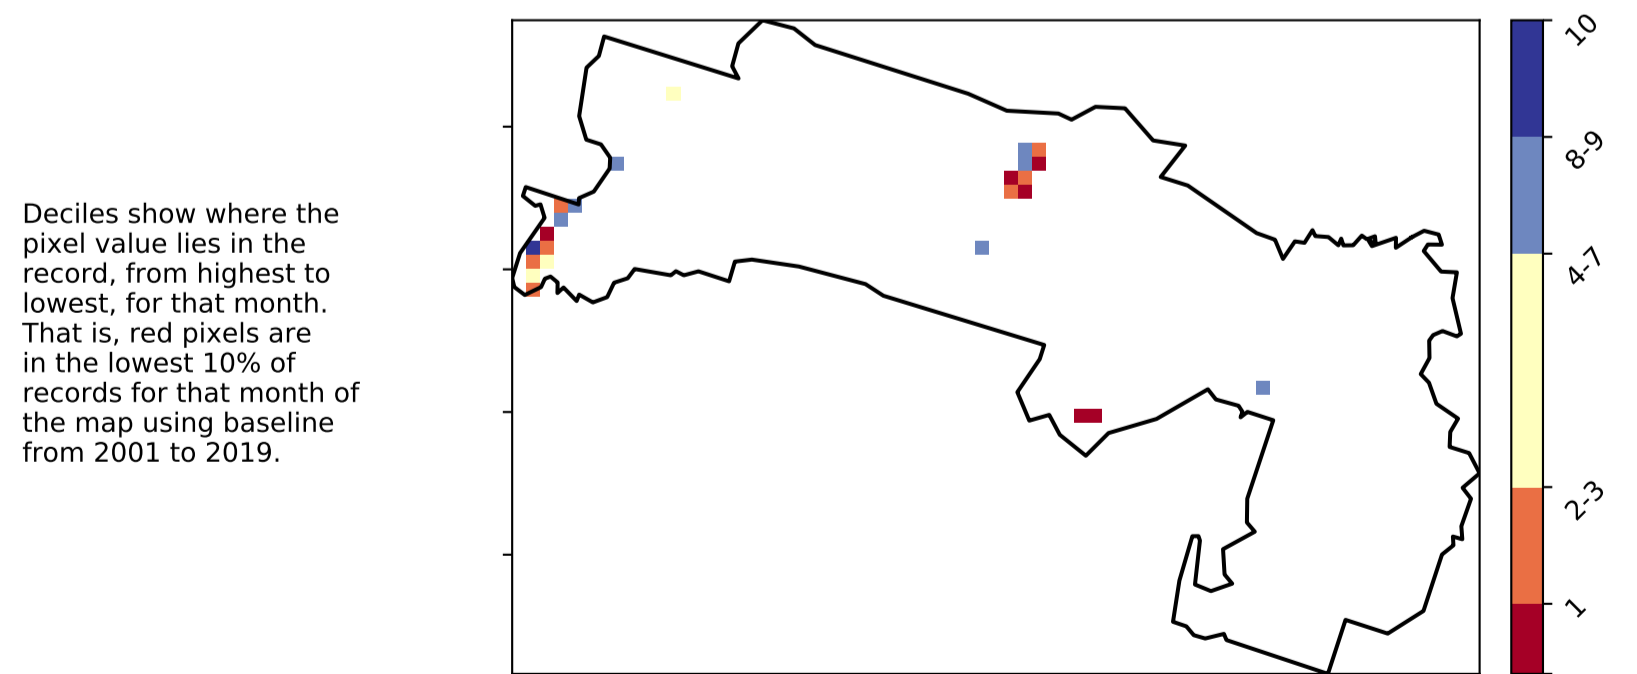 Deciles show where the
pixel value lies in the
record, from highest to
lowest, for that month.
That is, red pixels are
in the lowest 10% of
records for that month of
the map using baseline
from 2001 to 2019.
10
8-9
4-7
2-3
1